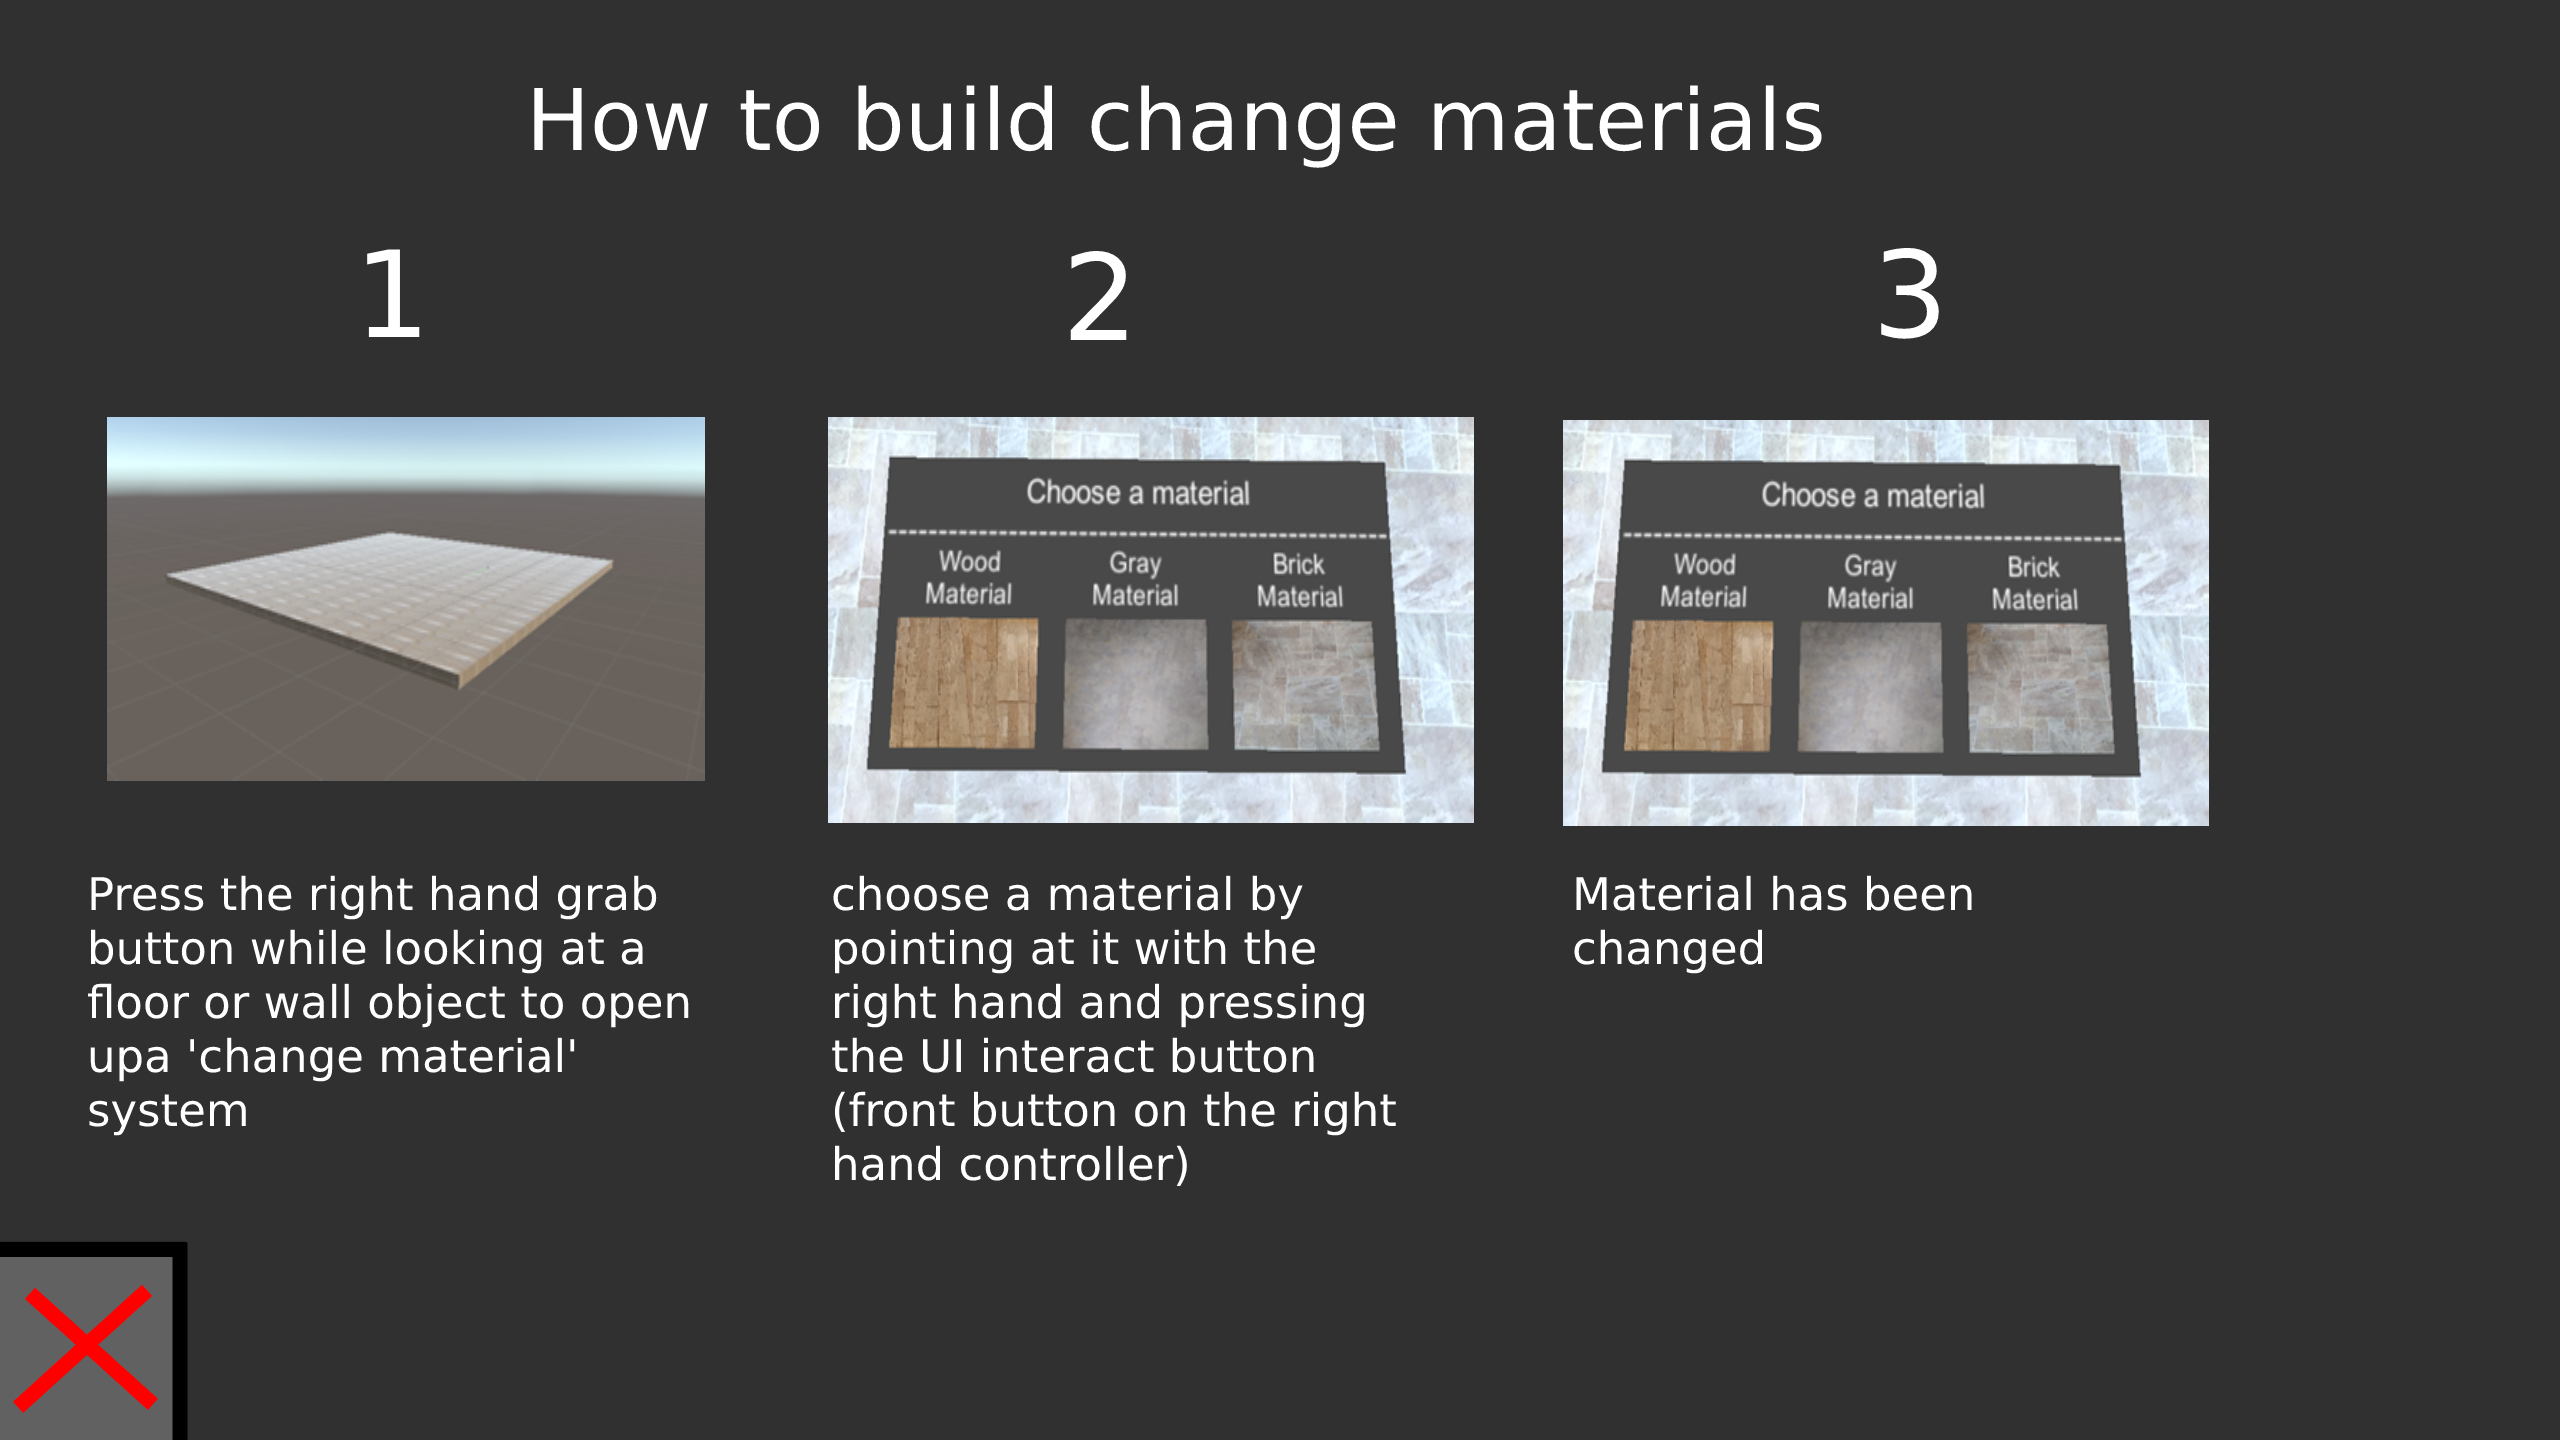 How to build change materials
1
2
3
Choose a material
Wood
Material
Gray
Material
Brick
Material
Choose a material
Wood
Material
Gray
Material
Brick
Material
Press the right hand grab
button while looking at a
floor or wall object to open
upa 'change material'
system
choose a material by
pointing at it with the
right hand and pressing
the UI interact button
(front button on the right
hand controller)
Material has been
changed